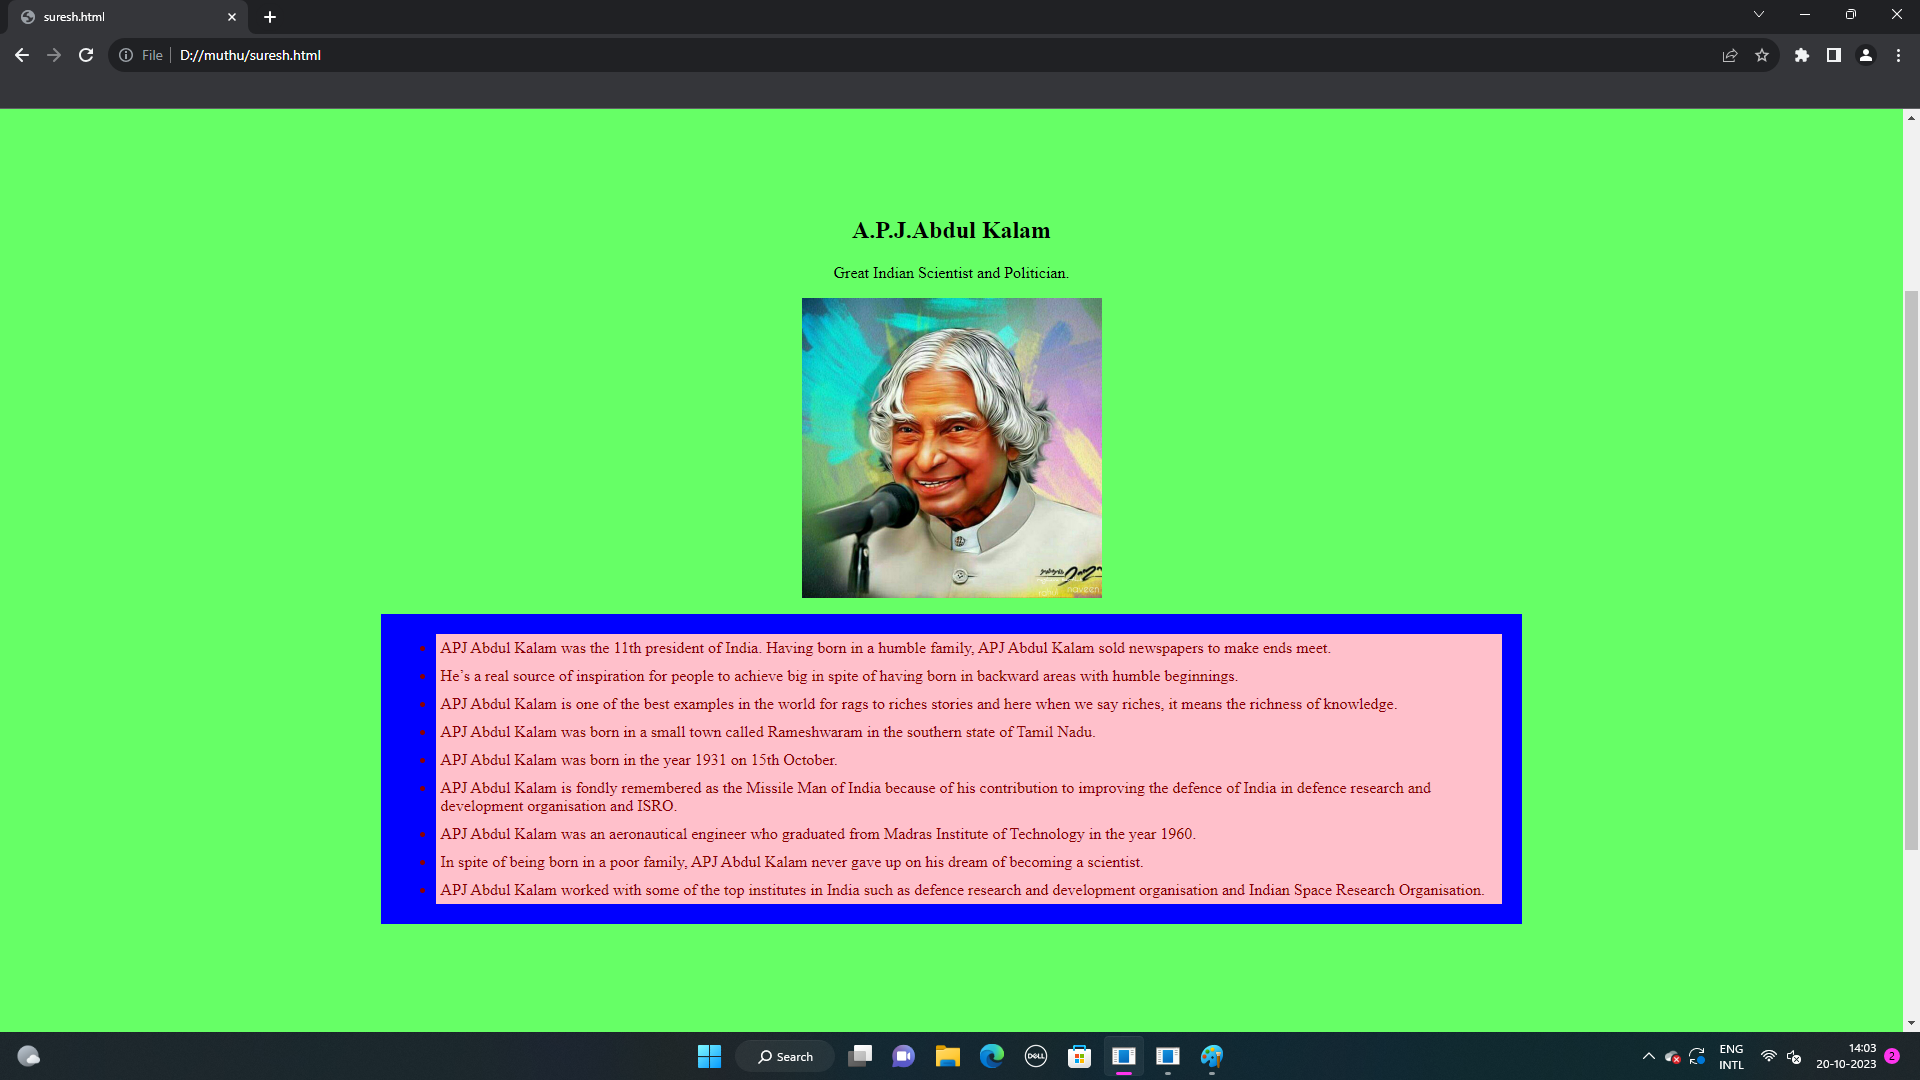 suresh.html
File
D://muthu/suresh.html
A.P.J.Abdul Kalam
Great Indian Scientist and Politician.
naveen
APJ Abdul Kalam was the 11th president of India. Having born in a humble family, APJ Abdul Kalam sold newspapers to make ends meet.
He’s a real source of inspiration for people to achieve big in spite of having born in backward areas with humble beginnings.
APJ Abdul Kalam is one of the best examples in the world for rags to riches stories and here when we say riches, it means the richness of knowledge.
APJ Abdul Kalam was born in a small town called Rameshwaram in the southern state of Tamil Nadu.
APJ Abdul Kalam was born in the year 1931 on 15th October.
APJ Abdul Kalam is fondly remembered as the Missile Man of India because of his contribution to improving the defence of India in defence research and
development organisation and ISRO.
APJ Abdul Kalam was an aeronautical engineer who graduated from Madras Institute of Technology in the year 1960.
In spite of being born in a poor family, APJ Abdul Kalam never gave up on his dream of becoming a scientist.
APJ Abdul Kalam worked with some of the top institutes in India such as defence research and development organisation and Indian Space Research Organisation.
Search
DELL
ENG
INTL
14:03
20-10-2023
2